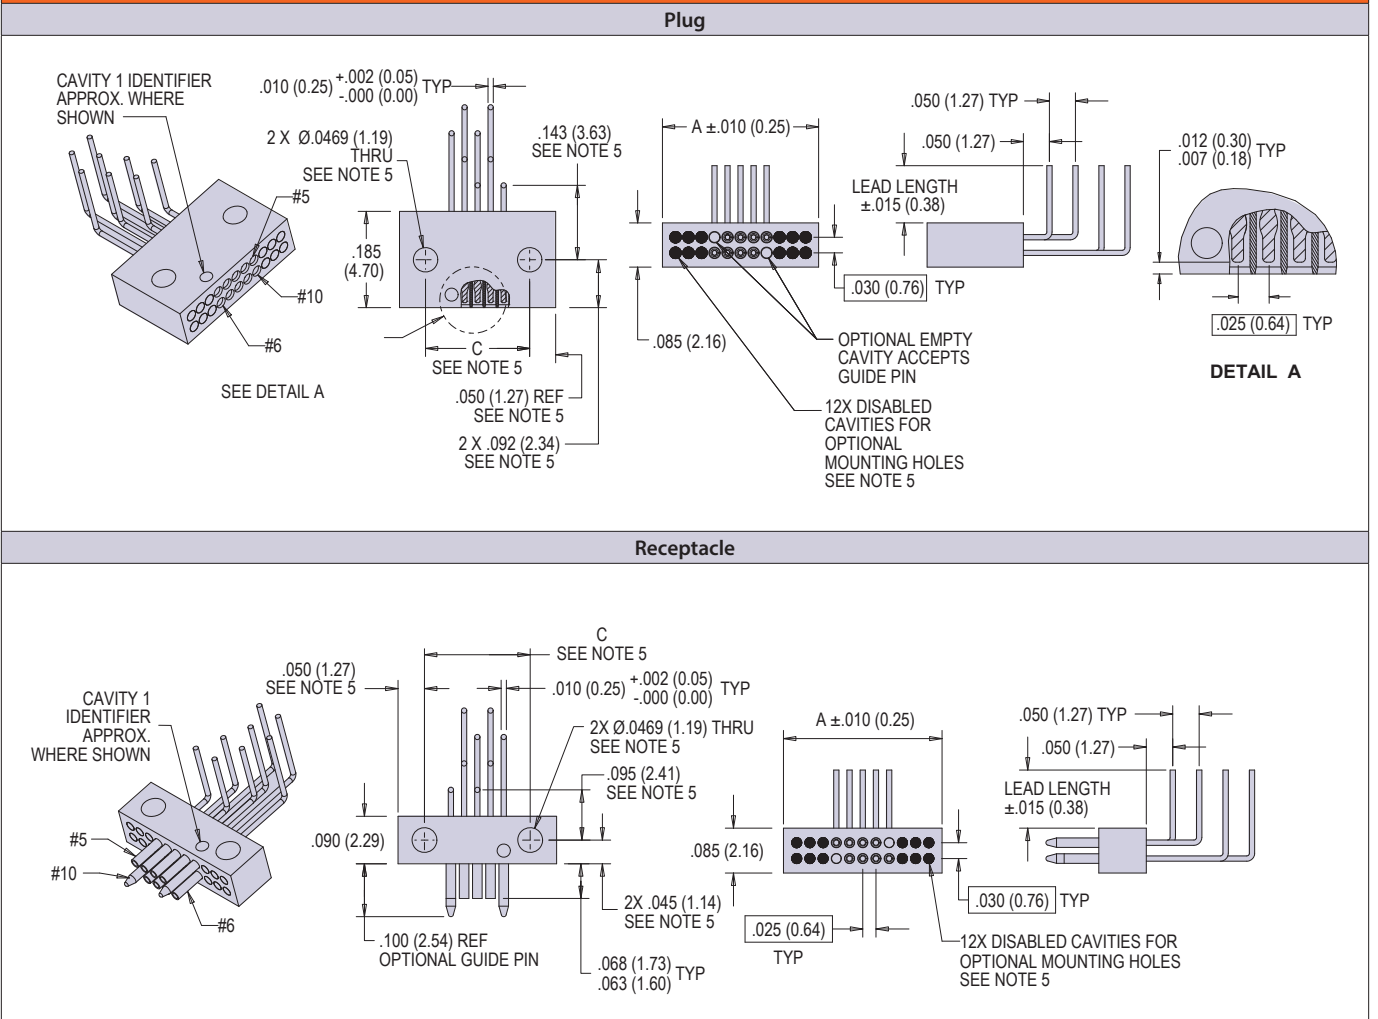 Plug
CAVITY 1 IDENTIFIER
APPROX. WHERE
SHOWN
#5
#10
#6
SEE DETAIL A
.010 (0.25) +.002 (0.05) -.000 (0.00) TYP
2 X Ø.0469 (1.19)
THRU
SEE NOTE 5
.143 (3.63)
SEE NOTE 5
.185
(4.70)
C
SEE NOTE 5
.050 (1.27) REF
SEE NOTE 5
2 X .092 (2.34)
SEE NOTE 5
A ±.010 (0.25)
.030 (0.76) TYP
.085 (2.16)
OPTIONAL EMPTY
CAVITY ACCEPTS
GUIDE PIN
12X DISABLED
CAVITIES FOR
OPTIONAL
MOUNTING HOLES
SEE NOTE 5
.050 (1.27) TYP
.050 (1.27)
LEAD LENGTH
±.015 (0.38)
.012 (0.30)
.007 (0.18) TYP
.025 (0.64) TYP
DETAIL A
Receptacle
CAVITY 1
IDENTIFIER
APPROX.
WHERE SHOWN
#5
#10
#6
C
SEE NOTE 5
.050 (1.27)
SEE NOTE 5
.010 (0.25) +.002 (0.05) -.000 (0.00) TYP
2X Ø.0469 (1.19) THRU
SEE NOTE 5
.095 (2.41)
SEE NOTE 5
.090 (2.29)
2X .045 (1.14)
SEE NOTE 5
.100 (2.54) REF
OPTIONAL GUIDE PIN
.068 (1.73)
.063 (1.60) TYP
A ±.010 (0.25)
.085 (2.16)
.025 (0.64)
TYP
.030 (0.76) TYP
12X DISABLED CAVITIES FOR
OPTIONAL MOUNTING HOLES
SEE NOTE 5
.050 (1.27) TYP
.050 (1.27)
LEAD LENGTH
±.015 (0.38)